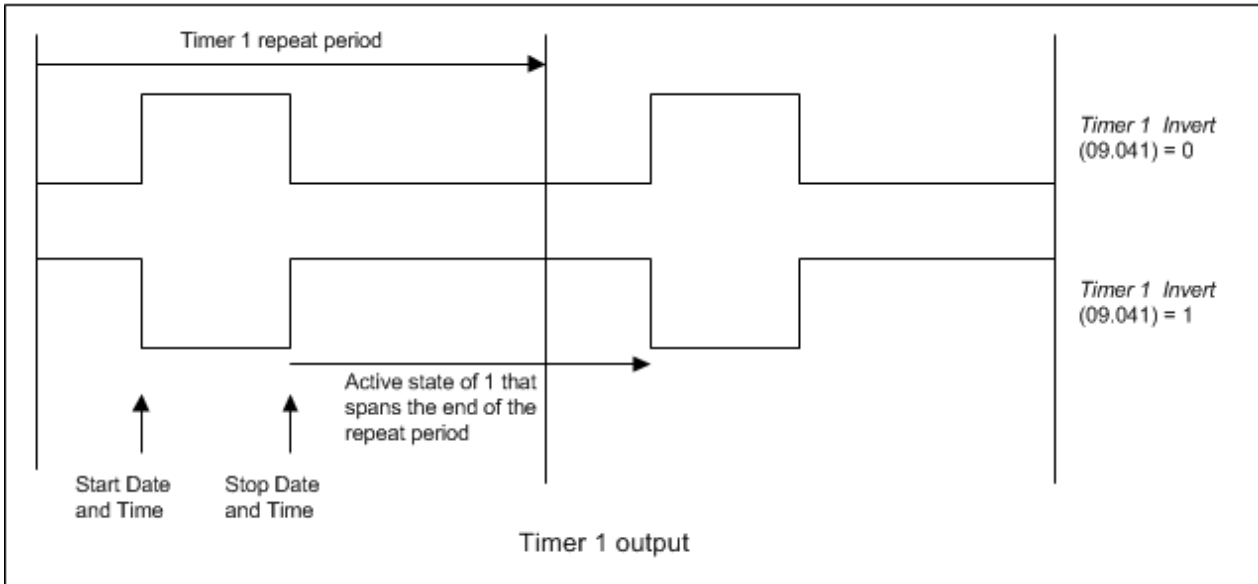 Timer 1 repeat period
Timer 1 Invert
(09.041) = 0
Timer 1 Invert
(09.041) = 1
Active state of 1 that
spans the end of the
repeat period
Start Date
and Time
Stop Date
and Time
Timer 1 output